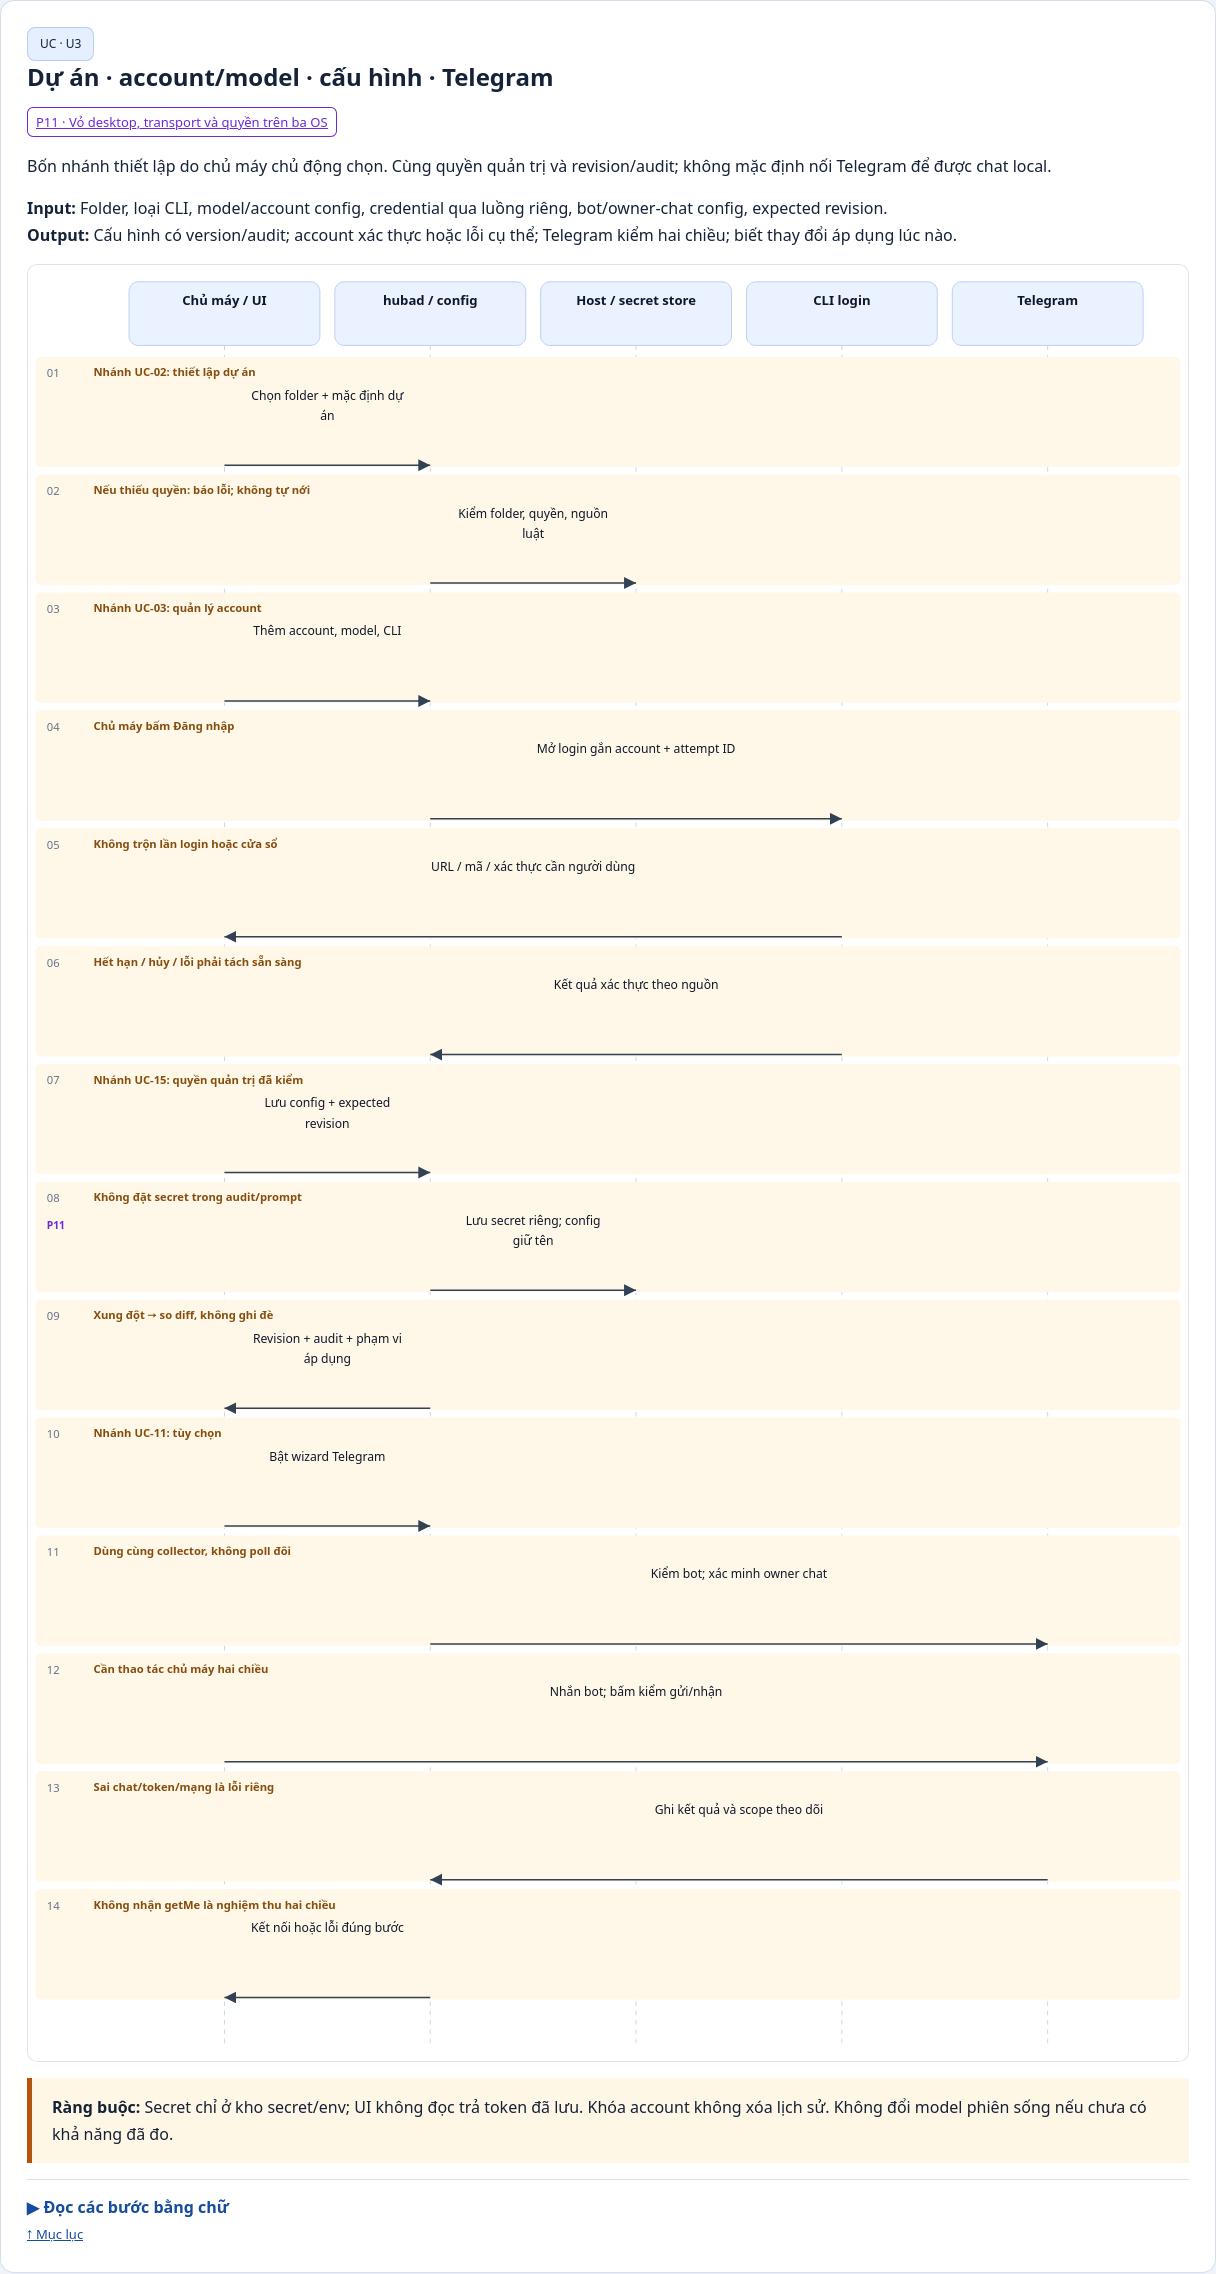 UC · U3
Dự án · account/model · cấu hình · Telegram
P11 · Vỏ desktop, transport và quyền trên ba OS
Bốn nhánh thiết lập do chủ máy chủ động chọn. Cùng quyền quản trị và revision/audit; không mặc định nối Telegram để được chat local.
Input: Folder, loại CLI, model/account config, credential qua luồng riêng, bot/owner-chat config, expected revision.
Output: Cấu hình có version/audit; account xác thực hoặc lỗi cụ thể; Telegram kiểm hai chiều; biết thay đổi áp dụng lúc nào.
Chủ máy / UI
hubad / config
Host / secret store
CLI login
Telegram
01
Nhánh UC-02: thiết lập dự án
Chọn folder + mặc định dự
án
02
Nếu thiếu quyền: báo lỗi; không tự nới
Kiểm folder, quyền, nguồn
luật
03
Nhánh UC-03: quản lý account
Thêm account, model, CLI
04
Chủ máy bấm Đăng nhập
Mở login gắn account + attempt ID
05
Không trộn lần login hoặc cửa sổ
URL / mã / xác thực cần người dùng
06
Hết hạn / hủy / lỗi phải tách sẵn sàng
Kết quả xác thực theo nguồn
07
Nhánh UC-15: quyền quản trị đã kiểm
Lưu config + expected
revision
08
Không đặt secret trong audit/prompt
P11
Lưu secret riêng; config
giữ tên
09
Xung đột → so diff, không ghi đè
Revision + audit + phạm vi
áp dụng
10
Nhánh UC-11: tùy chọn
Bật wizard Telegram
11
Dùng cùng collector, không poll đôi
Kiểm bot; xác minh owner chat
12
Cần thao tác chủ máy hai chiều
Nhắn bot; bấm kiểm gửi/nhận
13
Sai chat/token/mạng là lỗi riêng
Ghi kết quả và scope theo dõi
14
Không nhận getMe là nghiệm thu hai chiều
Kết nối hoặc lỗi đúng bước
Ràng buộc: Secret chỉ ở kho secret/env; UI không đọc trả token đã lưu. Khóa account không xóa lịch sử. Không đổi model phiên sống nếu chưa có
khả năng đã đo.
▶ Đọc các bước bằng chữ
↑ Mục lục